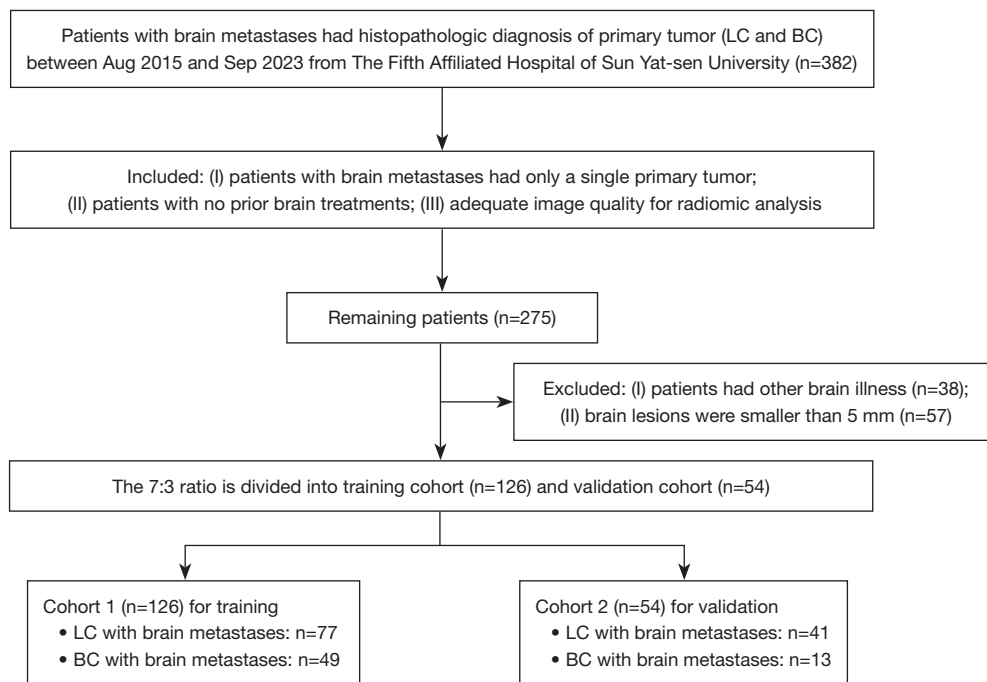 Patients with brain metastases had histopathologic diagnosis of primary tumor (LC and BC)
between Aug 2015 and Sep 2023 from The Fifth Affiliated Hospital of Sun Yat-sen University (n=382)
Included: (I) patients with brain metastases had only a single primary tumor;
(II) patients with no prior brain treatments; (III) adequate image quality for radiomic analysis
Remaining patients (n=275)
Excluded: (I) patients had other brain illness (n=38);
(II) brain lesions were smaller than 5 mm (n=57)
The 7:3 ratio is divided into training cohort (n=126) and validation cohort (n=54)
Cohort 1 (n=126) for training
• LC with brain metastases: n=77
• BC with brain metastases: n=49
Cohort 2 (n=54) for validation
• LC with brain metastases: n=41
• BC with brain metastases: n=13